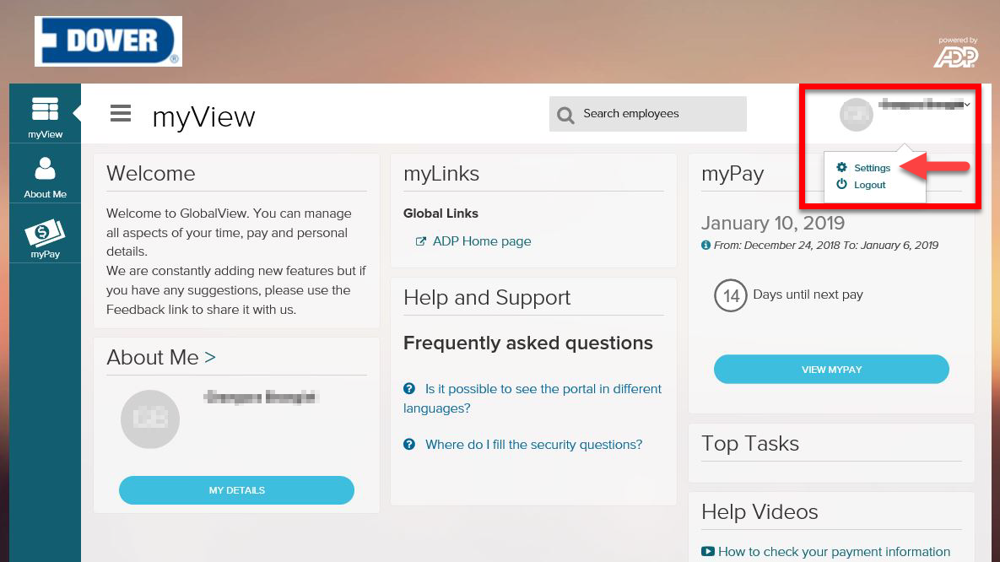 DOVER
®
powered by
ADP
myView
About Me
myPay
myView
Search employees
Settings
Logout
Welcome
Welcome to GlobalView. You can manage
all aspects of your time, pay and personal
details.
We are constantly adding new features but if
you have any suggestions, please use the
Feedback link to share it with us.
About Me >
MY DETAILS
myLinks
Global Links
ADP Home page
Help and Support
Frequently asked questions
Is it possible to see the portal in different
languages?
Where do I fill the security questions?
myPay
January 10, 2019
From: December 24, 2018 To: January 6, 2019
14 Days until next pay
VIEW MYPAY
Top Tasks
Help Videos
How to check your payment information